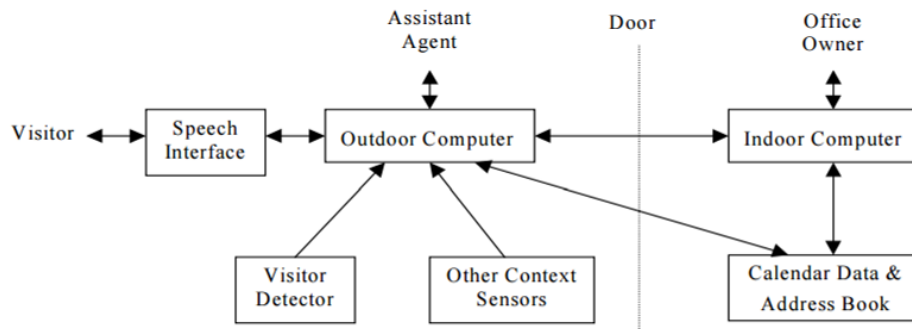 Assistant
Agent
Door
Office
Owner
Visitor
Speech
Interface
Outdoor Computer
Indoor Computer
Visitor
Detector
Other Context
Sensors
Calendar Data &
Address Book